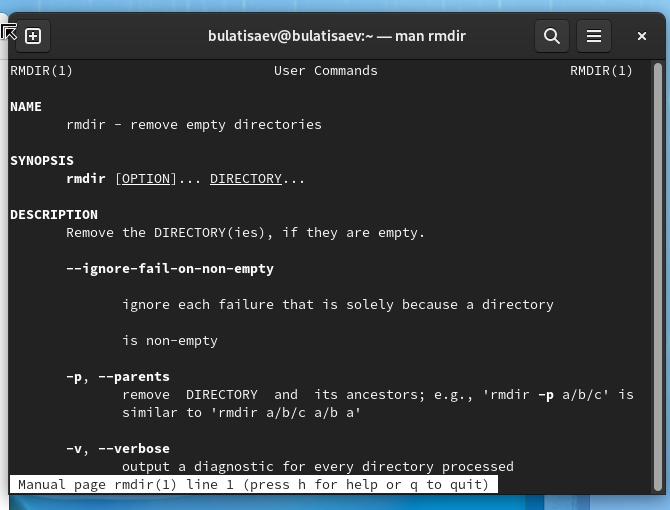 bulatisaev@bulatisaev:~ — man rmdir
RMDIR(1) User Commands RMDIR(1)
NAME
rmdir - remove empty directories
SYNOPSIS
rmdir [OPTION]... DIRECTORY...
DESCRIPTION
Remove the DIRECTORY(ies), if they are empty.
--ignore-fail-on-non-empty
ignore each failure that is solely because a directory
is non-empty
-p, --parents
remove  DIRECTORY  and  its ancestors; e.g., 'rmdir -p a/b/c' is
similar to 'rmdir a/b/c a/b a'
-v, --verbose
output a diagnostic for every directory processed
Manual page rmdir(1) line 1 (press h for help or q to quit)